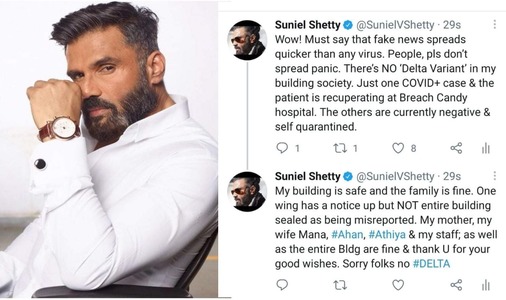 Suniel Shetty @SunielVShetty · 29s
Wow! Must say that fake news spreads
quicker than any virus. People, pls don't
spread panic. There's NO 'Delta Variant' in my
building society. Just one COVID+ case & the
patient is recuperating at Breach Candy
hospital. The others are currently negative &
self quarantined.
1 1 8
Suniel Shetty @SunielVShetty · 29s
My building is safe and the family is fine. One
wing has a notice up but NOT entire building
sealed as being misreported. My mother, my
wife Mana, #Ahan, #Athiya & my staff; as well
as the entire Bldg are fine & thank U for your
good wishes. Sorry folks no #DELTA